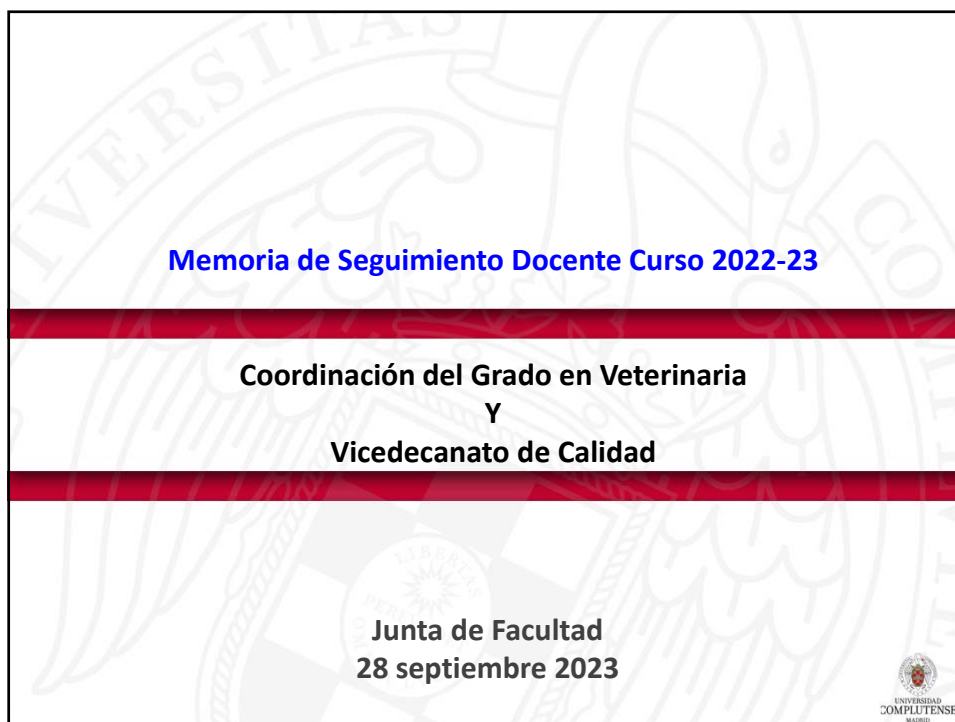 Memoria de Seguimiento Docente Curso 2022-23
Coordinación del Grado en Veterinaria
Y
Vicedecanato de Calidad
Junta de Facultad
28 septiembre 2023
UNIVERSIDAD
COMPLUTENSE
MADRID